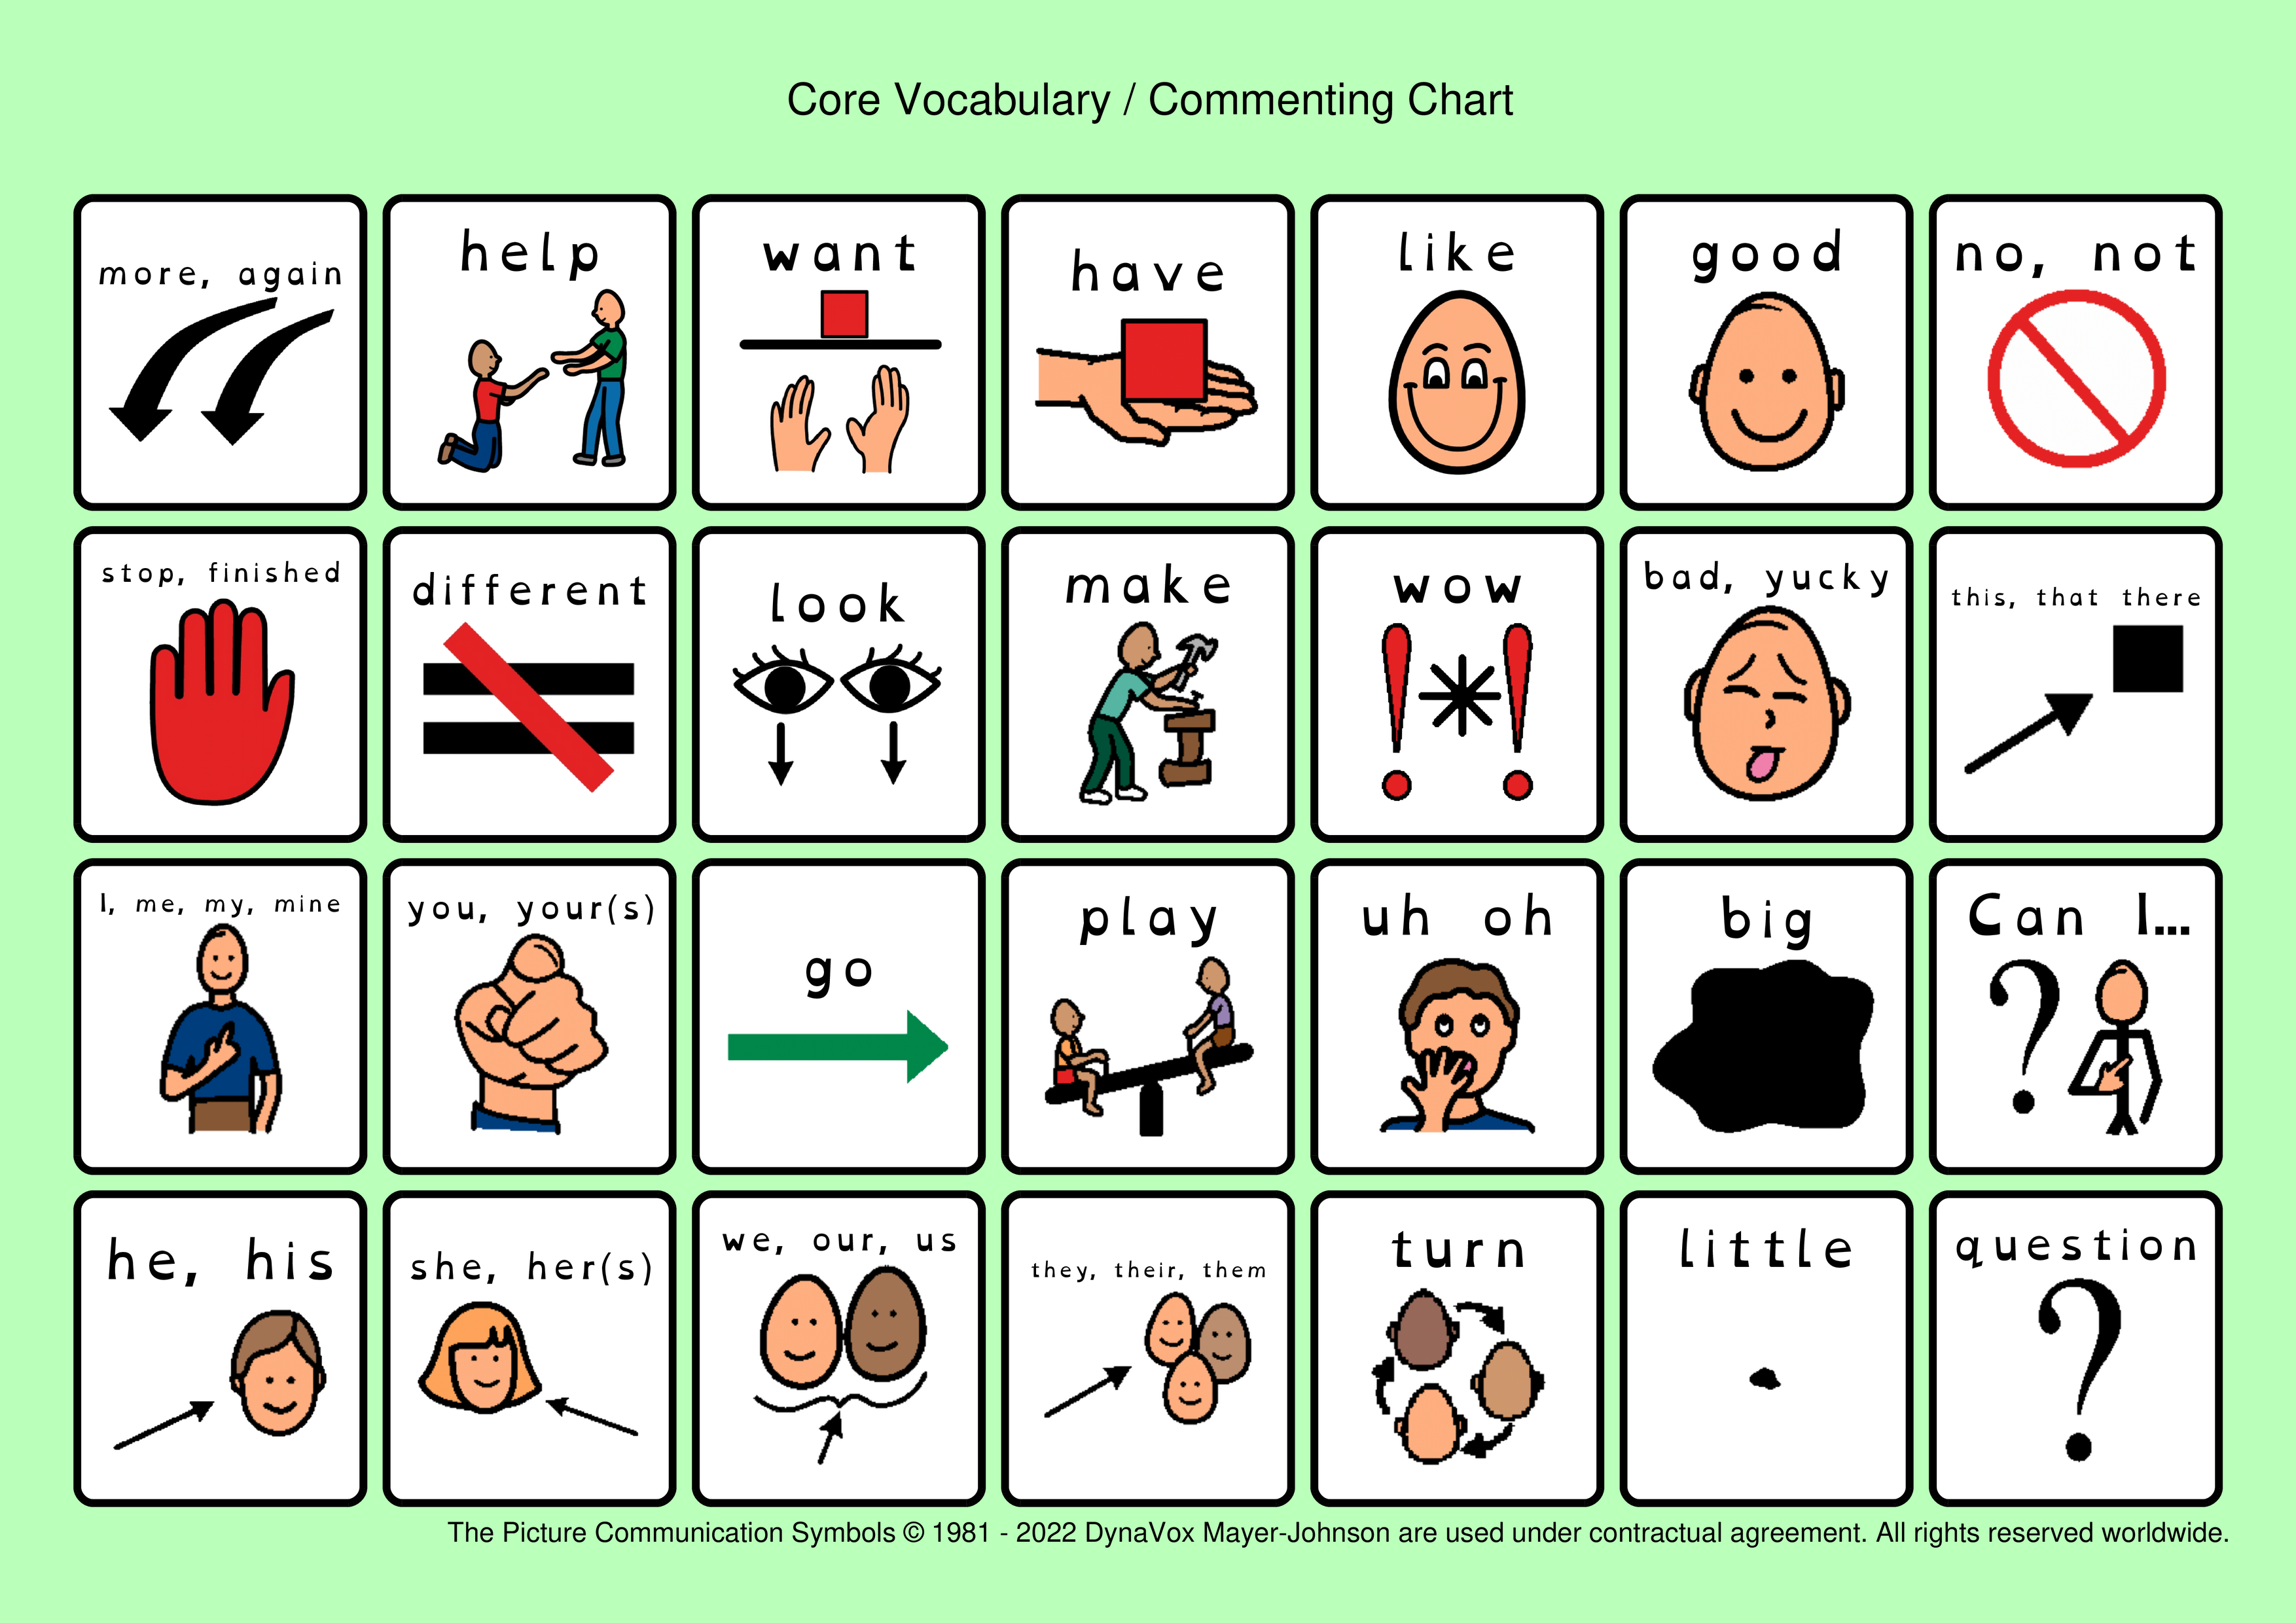 Core Vocabulary / Commenting Chart
more, again
help
want
have
like
good
no, not
stop, finished
different
look
make
wow
bad, yucky
this, that there
I, me, my, mine
you, your(s)
go
play
uh oh
big
Can I...
he, his
she, her(s)
we, our, us
they, their, them
turn
little
question
The Picture Communication Symbols © 1981 - 2022 DynaVox Mayer-Johnson are used under contractual agreement. All rights reserved worldwide.